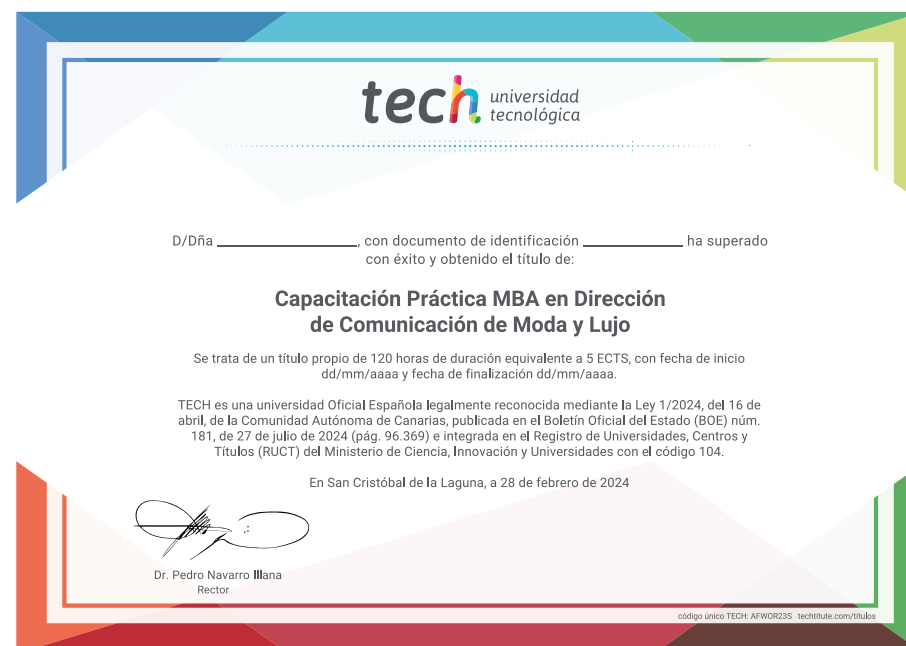 tech universidad
tecnológica
D/Dña ____________________, con documento de identificación ______________ ha superado
con éxito y obtenido el título de:
Capacitación Práctica MBA en Dirección
de Comunicación de Moda y Lujo
Se trata de un título propio de 120 horas de duración equivalente a 5 ECTS, con fecha de inicio
dd/mm/aaaa y fecha de finalización dd/mm/aaaa.
TECH es una universidad Oficial Española legalmente reconocida mediante la Ley 1/2024, del 16 de
abril, de la Comunidad Autónoma de Canarias, publicada en el Boletín Oficial del Estado (BOE) núm.
181, de 27 de julio de 2024 (pág. 96.369) e integrada en el Registro de Universidades, Centros y
Títulos (RUCT) del Ministerio de Ciencia, Innovación y Universidades con el código 104.
En San Cristóbal de la Laguna, a 28 de febrero de 2024
Dr. Pedro Navarro Illana
Rector
código único TECH: AFWOR23S techtitute.com/titulos